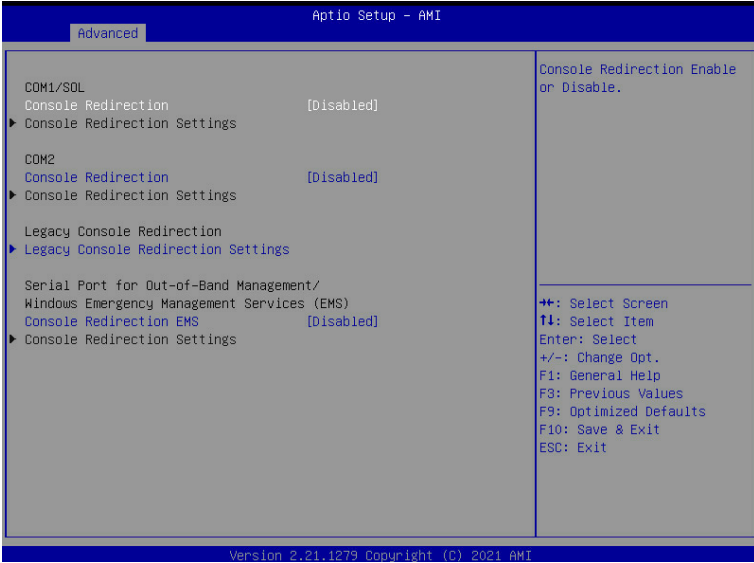 Aptio Setup – AMI
Advanced
COM1/SOL
Console Redirection [Disabled]
▶ Console Redirection Settings
COM2
Console Redirection [Disabled]
▶ Console Redirection Settings
Legacy Console Redirection
▶ Legacy Console Redirection Settings
Serial Port for Out-of-Band Management/
Windows Emergency Management Services (EMS)
Console Redirection EMS [Disabled]
▶ Console Redirection Settings
Console Redirection Enable
or Disable.
→←: Select Screen
↑↓: Select Item
Enter: Select
+/-: Change Opt.
F1: General Help
F3: Previous Values
F9: Optimized Defaults
F10: Save & Exit
ESC: Exit
Version 2.21.1279 Copyright (C) 2021 AMI